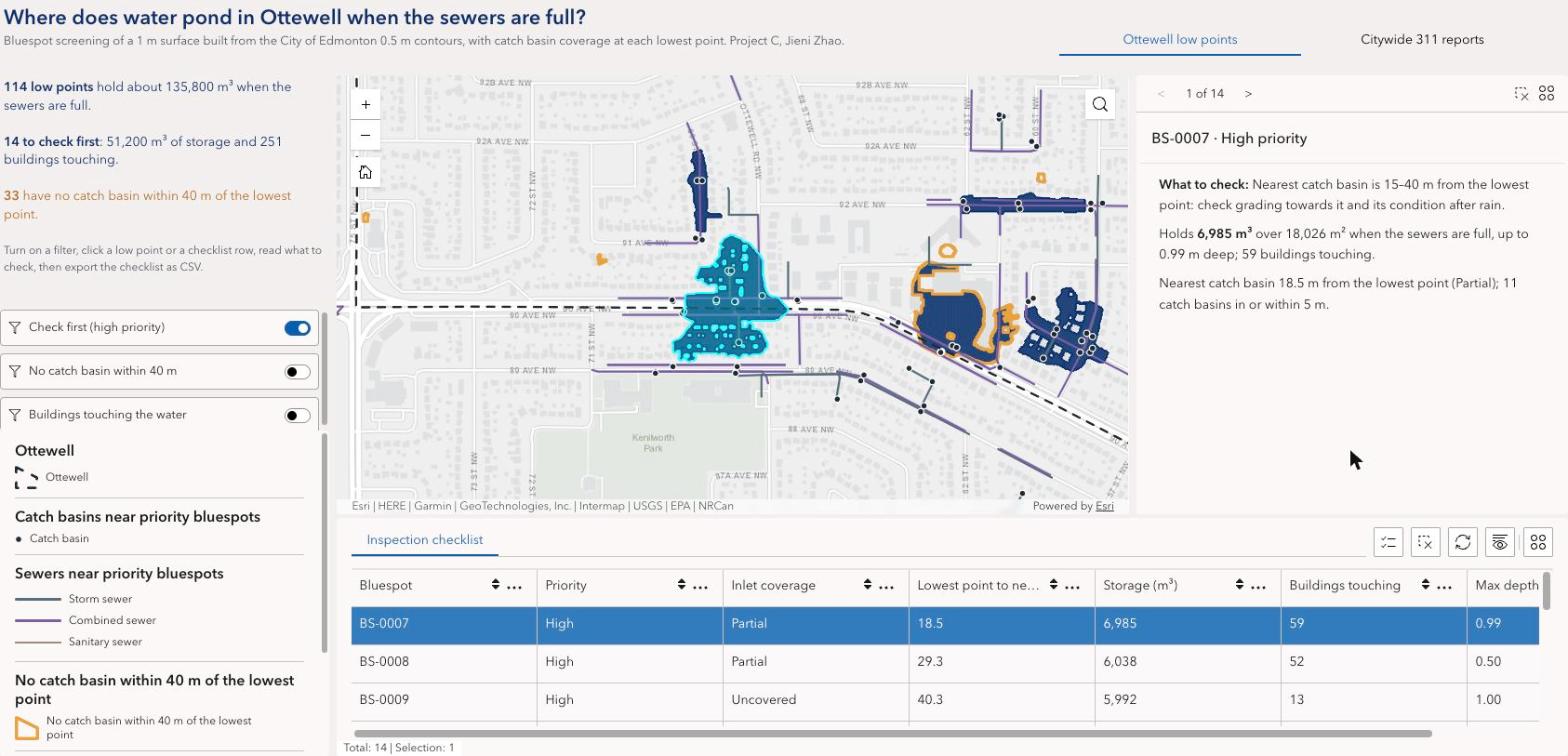 Where does water pond in Ottewell when the sewers are full?
Bluespot screening of a 1 m surface built from the City of Edmonton 0.5 m contours, with catch basin coverage at each lowest point. Project C, Jieni Zhao.
Ottewell low points
Citywide 311 reports
114 low points hold about 135,800 m³ when the
sewers are full.
14 to check first: 51,200 m³ of storage and 251
buildings touching.
33 have no catch basin within 40 m of the lowest
point.
Turn on a filter, click a low point or a checklist row, read what to
check, then export the checklist as CSV.
Check first (high priority)
No catch basin within 40 m
Buildings touching the water
Ottewell
Ottewell
Catch basins near priority bluespots
Catch basin
Sewers near priority bluespots
Storm sewer
Combined sewer
Sanitary sewer
No catch basin within 40 m of the lowest
point
No catch basin within 40 m of the lowest
point
+
−
92B AVE NW
92B AVE NW
92A AVE NW
92A AVE NW
92 AVE NW
91 AVE NW
90 AVE NW
89 AVE NW
88 AVE NW
87A AVE NW
OTTEWELL RD NW
72 ST NW
71 ST NW
73 ST NW
62 ST NW
Kenilworth
Park
Esri | HERE | Garmin | GeoTechnologies, Inc. | Intermap | USGS | EPA | NRCan
Powered by Esri
< 1 of 14 >
BS-0007 · High priority
What to check: Nearest catch basin is 15-40 m from the lowest
point: check grading towards it and its condition after rain.
Holds 6,985 m³ over 18,026 m² when the sewers are full, up to
0.99 m deep; 59 buildings touching.
Nearest catch basin 18.5 m from the lowest point (Partial); 11
catch basins in or within 5 m.
Inspection checklist
Bluespot ... Priority ... Inlet coverage ... Lowest point to ne... ... Storage (m³) ... Buildings touching ... Max depth
BS-0007 High Partial 18.5 6,985 59 0.99
BS-0008 High Partial 29.3 6,038 52 0.50
BS-0009 High Uncovered 40.3 5,992 13 1.00
Total: 14 | Selection: 1